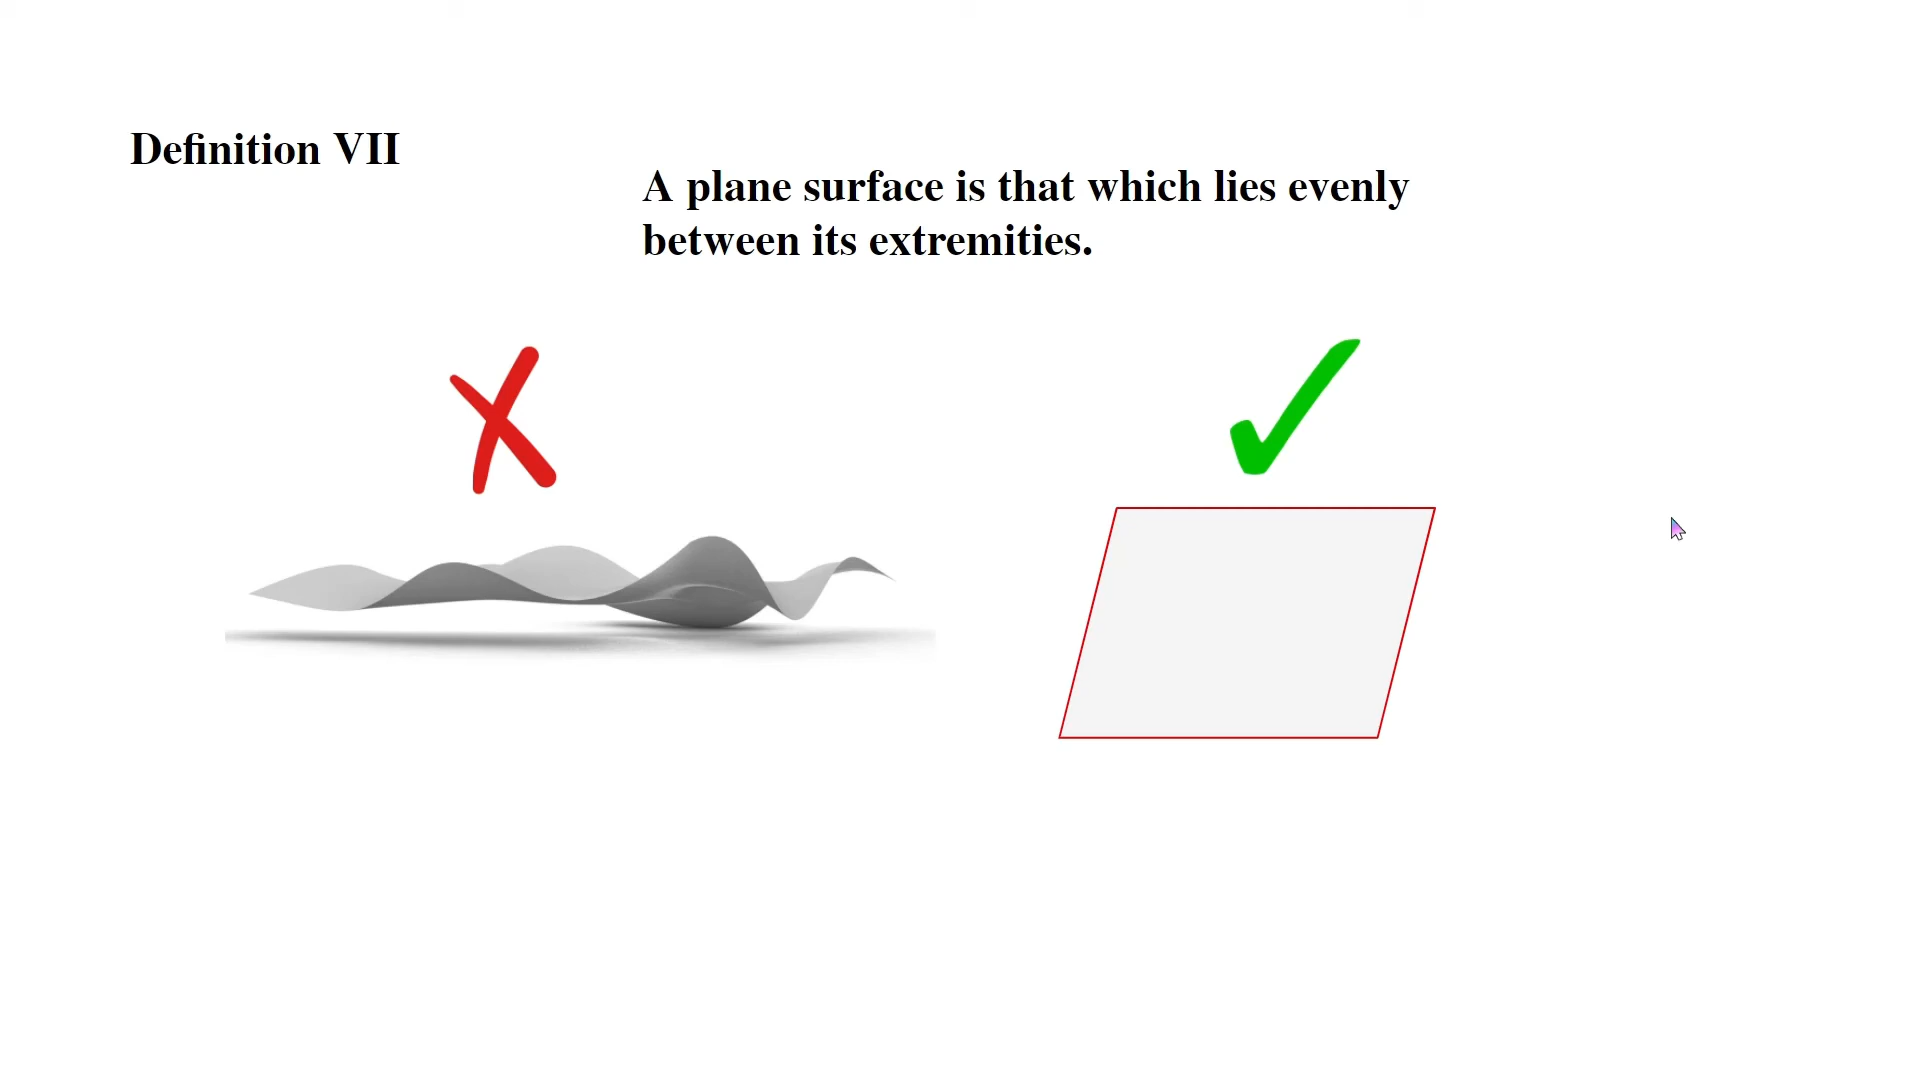 Definition VII
A plane surface is that which lies evenly
between its extremities.